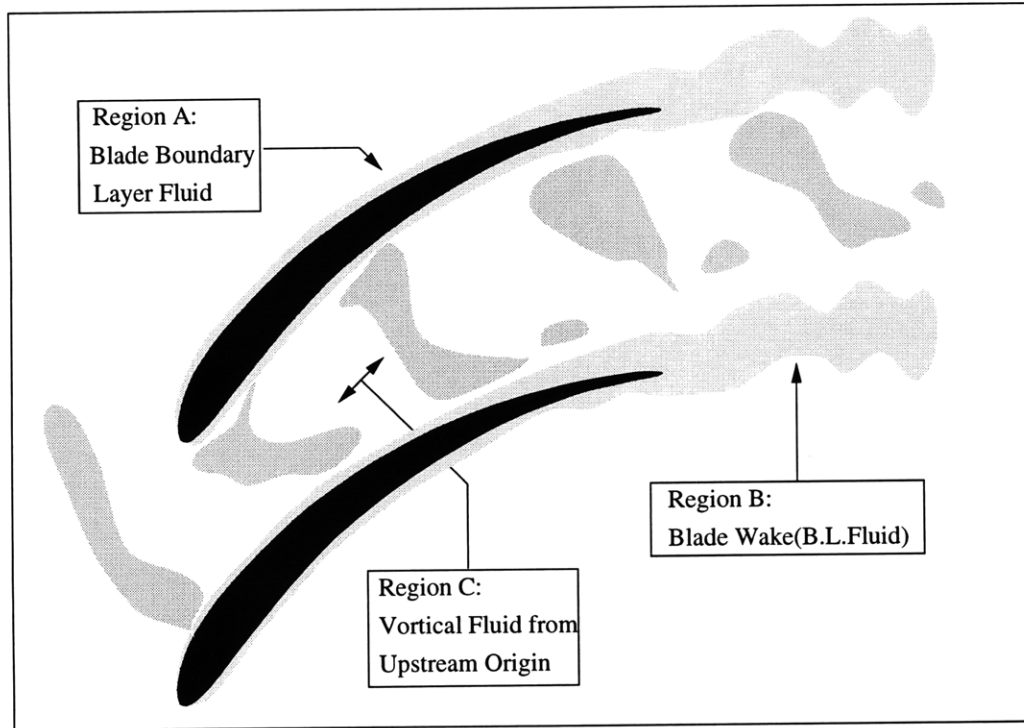 Region A:
Blade Boundary
Layer Fluid
Region B:
Blade Wake(B.L.Fluid)
Region C:
Vortical Fluid from
Upstream Origin